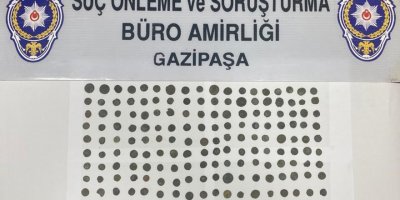 SUÇ ÖNLEME ve SORUŞTURMA
BÜRO AMİRLİĞİ
GAZİPAŞA